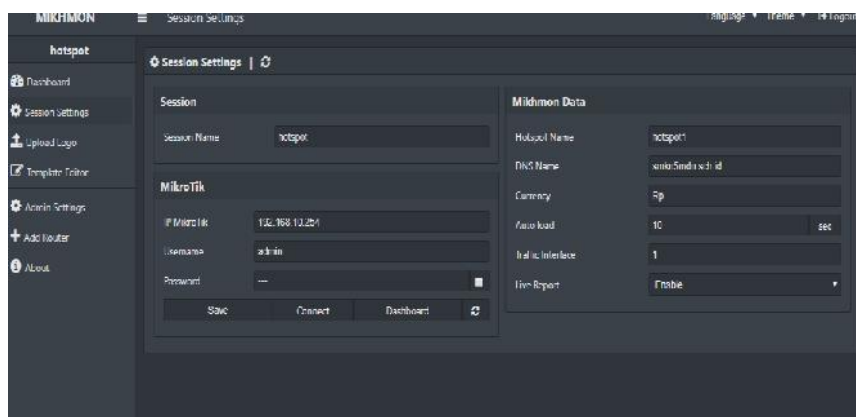 MIKHMON
Session Settings
Language
Theme
Logout
hotspot
Dashboard
Session Settings
Upload Logo
Template Editor
Admin Settings
Add Router
About
Session Settings |
Session
Session Name
hotspot
MikroTik
IP MikroTik
192.168.10.254
Username
admin
Password
Save
Connect
Dashboard
Mikhmon Data
Hotspot Name
hotspot1
DNS Name
Currency
Rp
Auto load
10
sec
Traffic Interface
1
Live Report
Enable